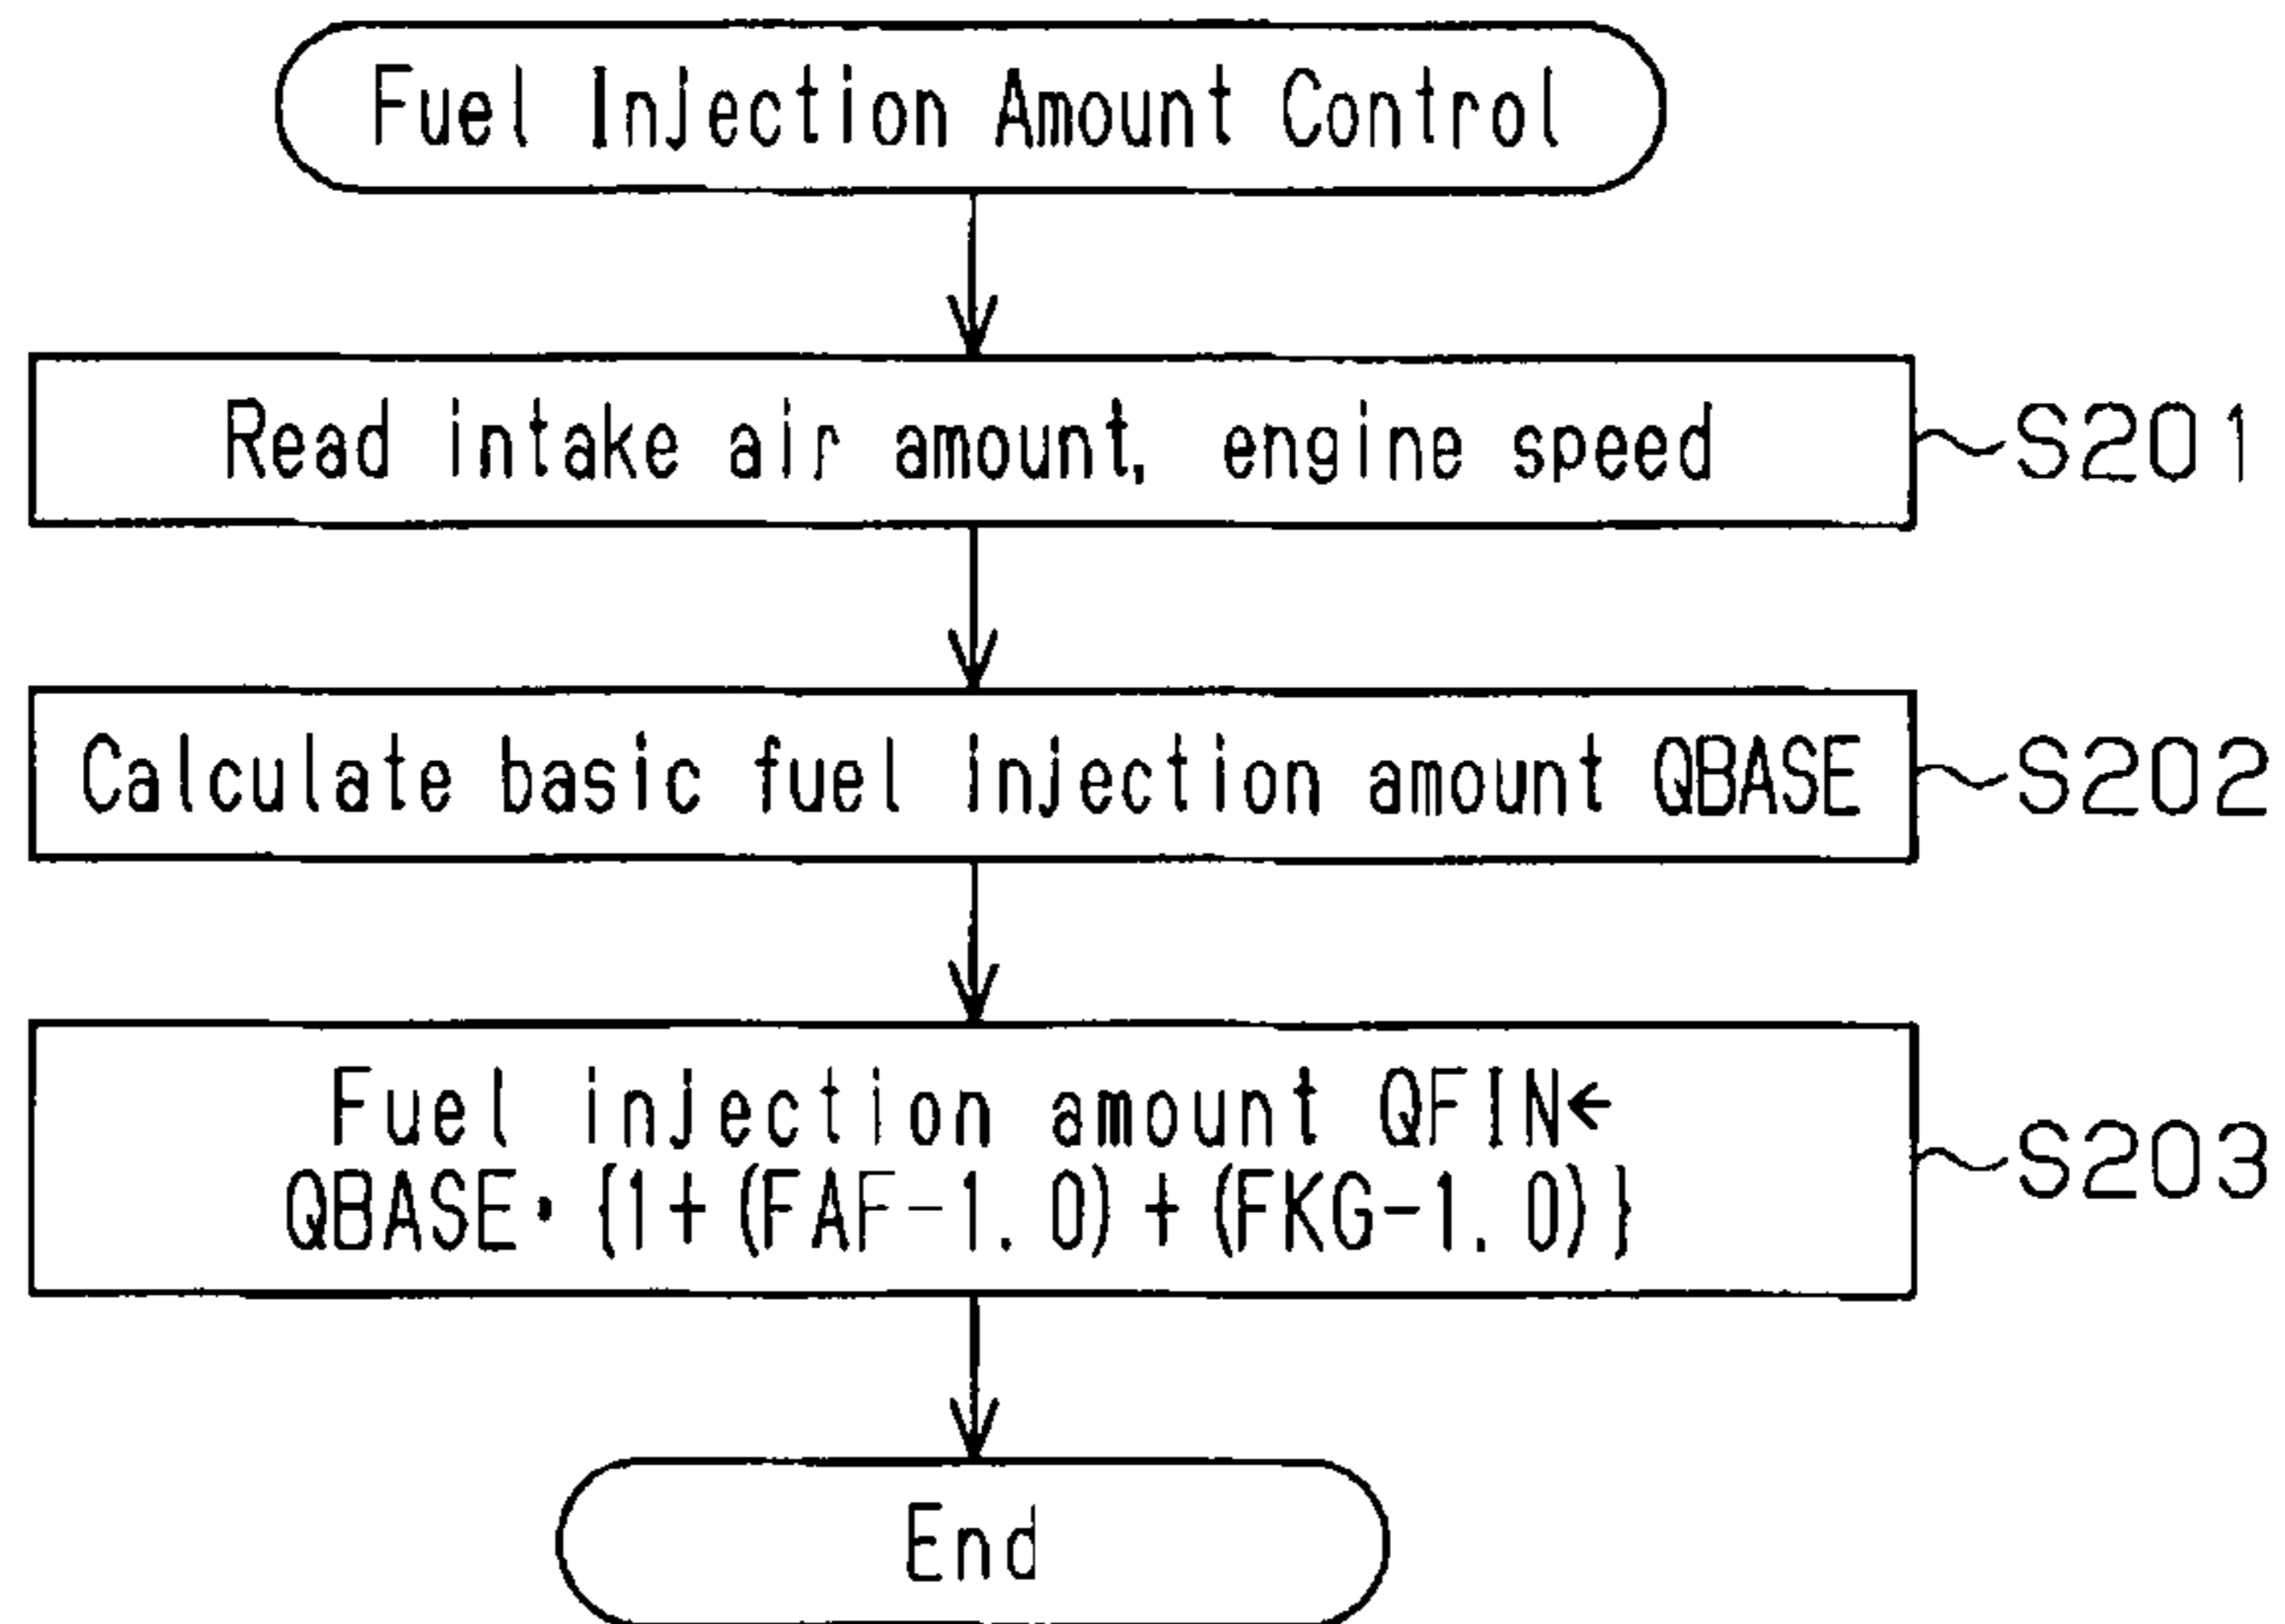 Fuel Injection Amount Control
Read intake air amount, engine speed
S201
Calculate basic fuel injection amount QBASE
S202
Fuel injection amount QFIN←
QBASE・{1+(FAF-1.0)+(FKG-1.0)}
S203
End